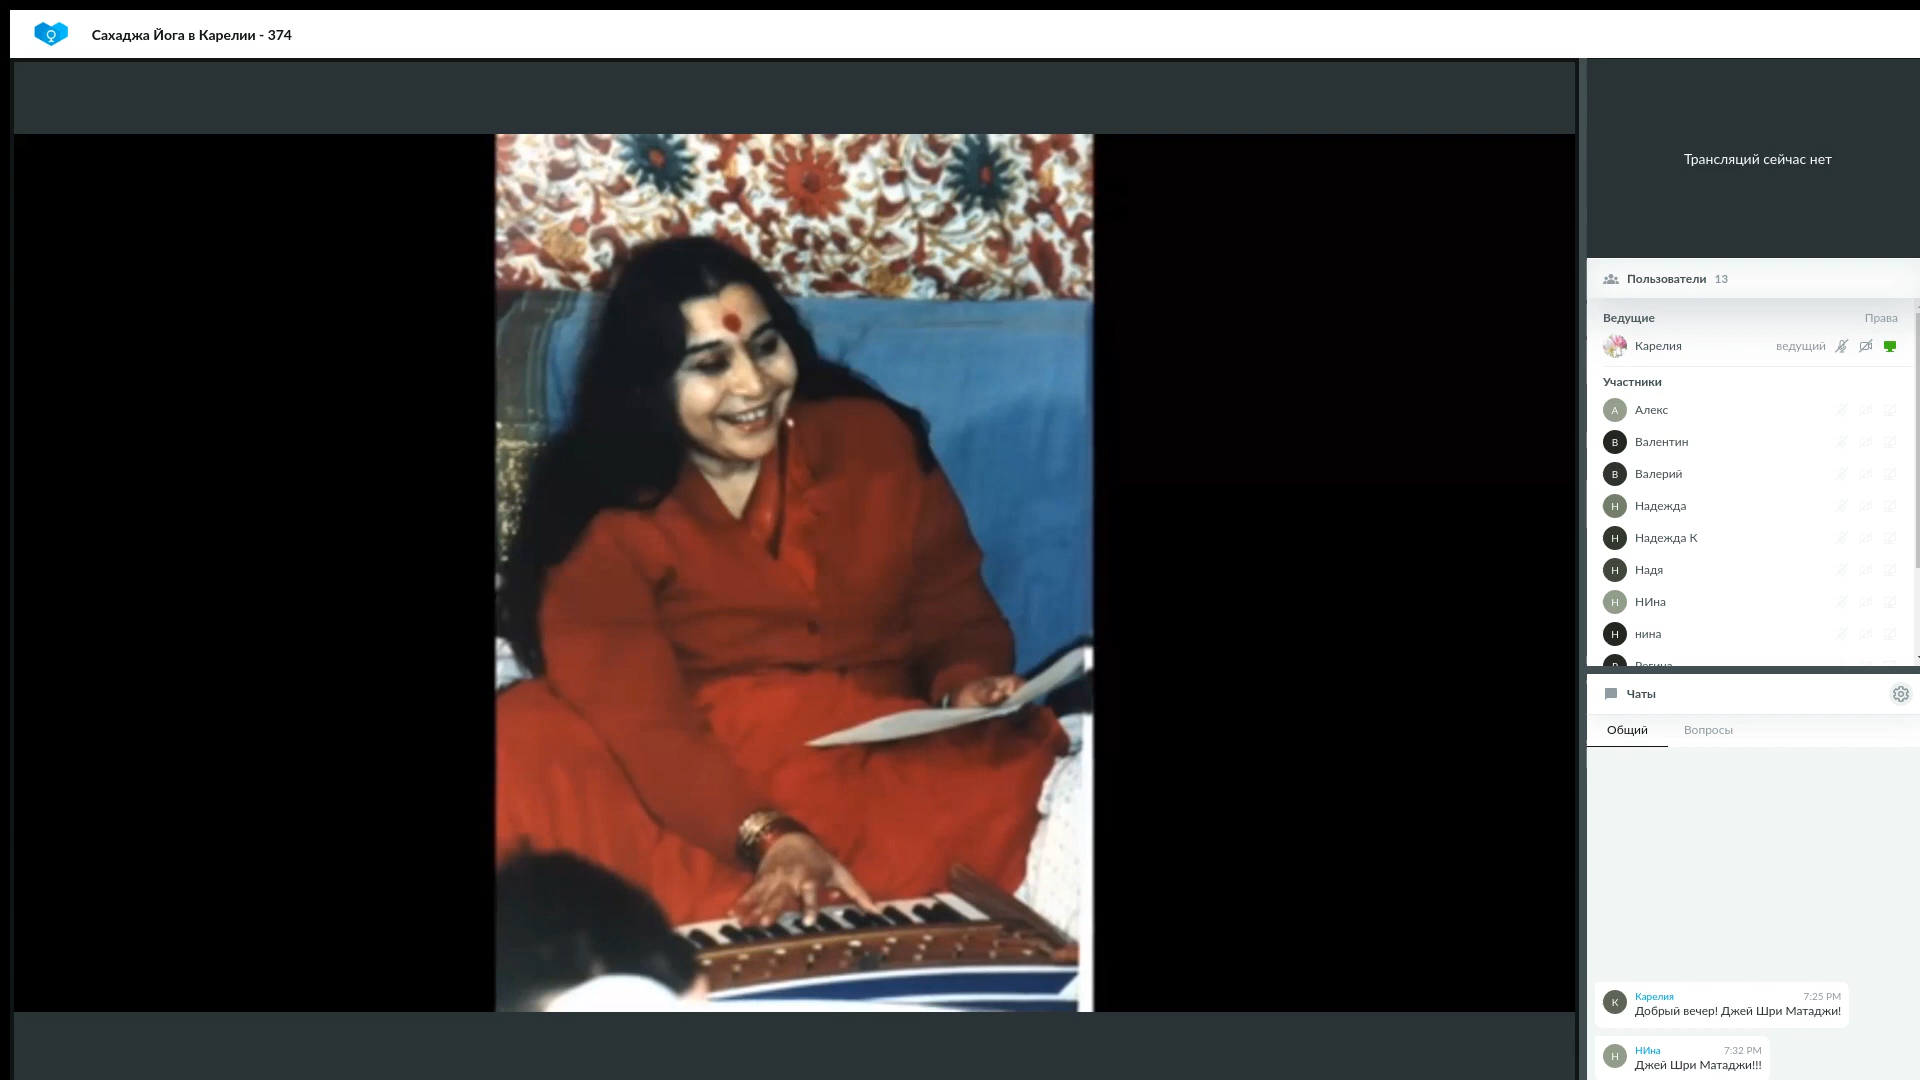 Сахаджа Йога в Карелии - 374
Трансляций сейчас нет
Пользователи 13
Ведущие Права
Карелия ведущий
Участники
А Алекс
В Валентин
В Валерий
Н Надежда
Н Надежда К
Н Надя
Н НИна
Н нина
Чаты
Общий Вопросы
К Карелия 7:25 PM
Добрый вечер! Джей Шри Матаджи!
Н НИна 7:32 PM
Джей Шри Матаджи!!!